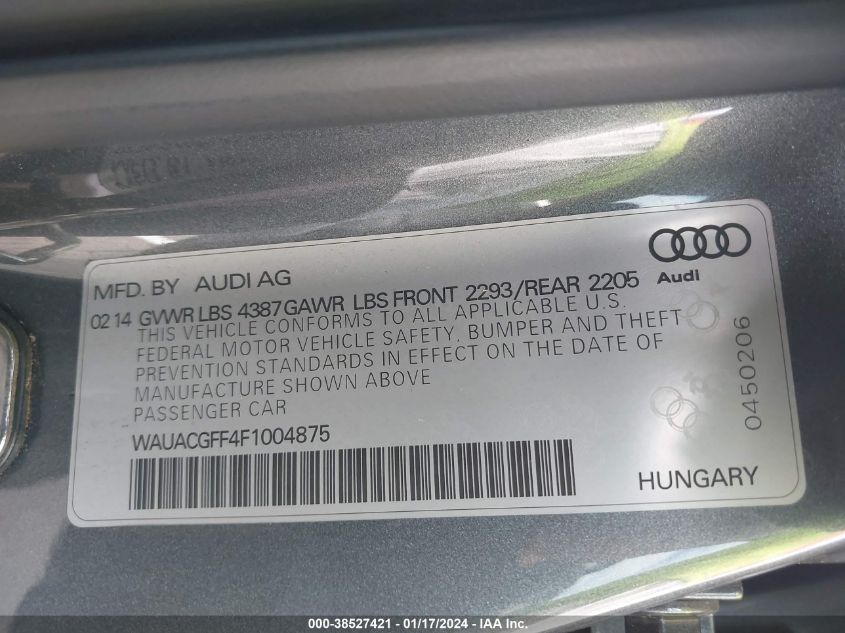 MFD. BY AUDI AG
Audi
02 14 GVWR LBS 4387 GAWR LBS FRONT 2293/REAR 2205
THIS VEHICLE CONFORMS TO ALL APPLICABLE U.S.
FEDERAL MOTOR VEHICLE SAFETY, BUMPER AND THEFT
PREVENTION STANDARDS IN EFFECT ON THE DATE OF
MANUFACTURE SHOWN ABOVE
PASSENGER CAR
WAUACGFF4F1004875
0450206
HUNGARY
000-38527421 - 01/17/2024 - IAA Inc.